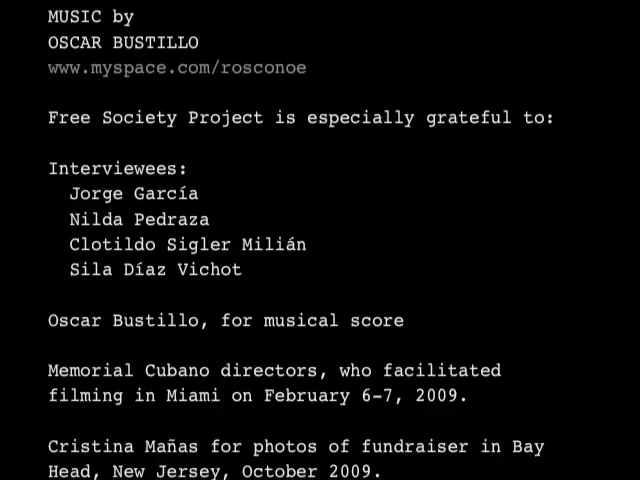 MUSIC by
OSCAR BUSTILLO
www.myspace.com/rosconoe
Free Society Project is especially grateful to:
Interviewees:
Jorge García
Nilda Pedraza
Clotildo Sigler Milián
Sila Díaz Vichot
Oscar Bustillo, for musical score
Memorial Cubano directors, who facilitated
filming in Miami on February 6-7, 2009.
Cristina Mañas for photos of fundraiser in Bay
Head, New Jersey, October 2009.